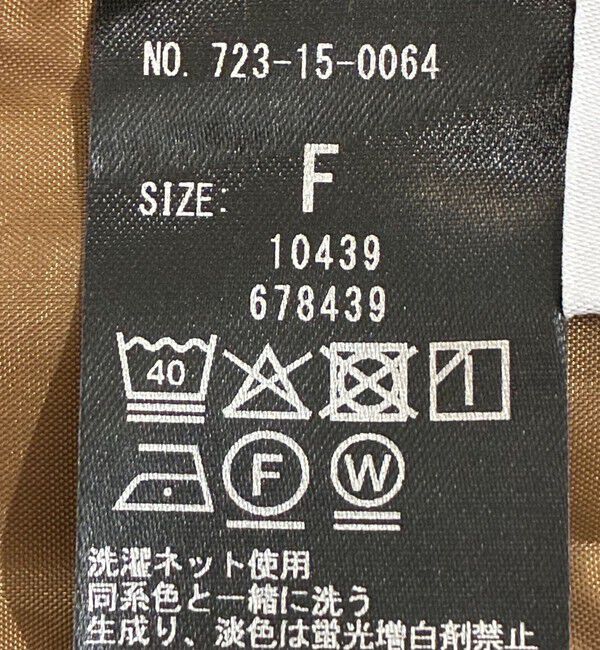 NO. 723-15-0064
SIZE: F
10439
678439
40
F W
洗濯ネット使用
同系色と一緒に洗う
生成り、淡色は蛍光増白剤禁止